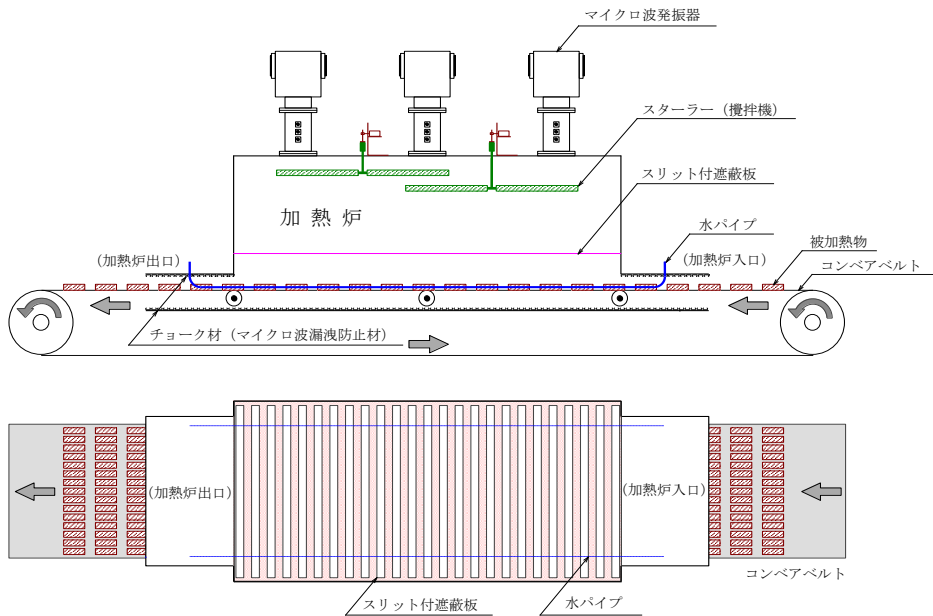 マイクロ波発振器
スターラー（攪拌機）
スリット付遮蔽板
加熱炉
水パイプ
(加熱炉出口)
(加熱炉入口)
被加熱物
コンベアベルト
チョーク材（マイクロ波漏洩防止材）
(加熱炉出口)
(加熱炉入口)
コンベアベルト
スリット付遮蔽板
水パイプ